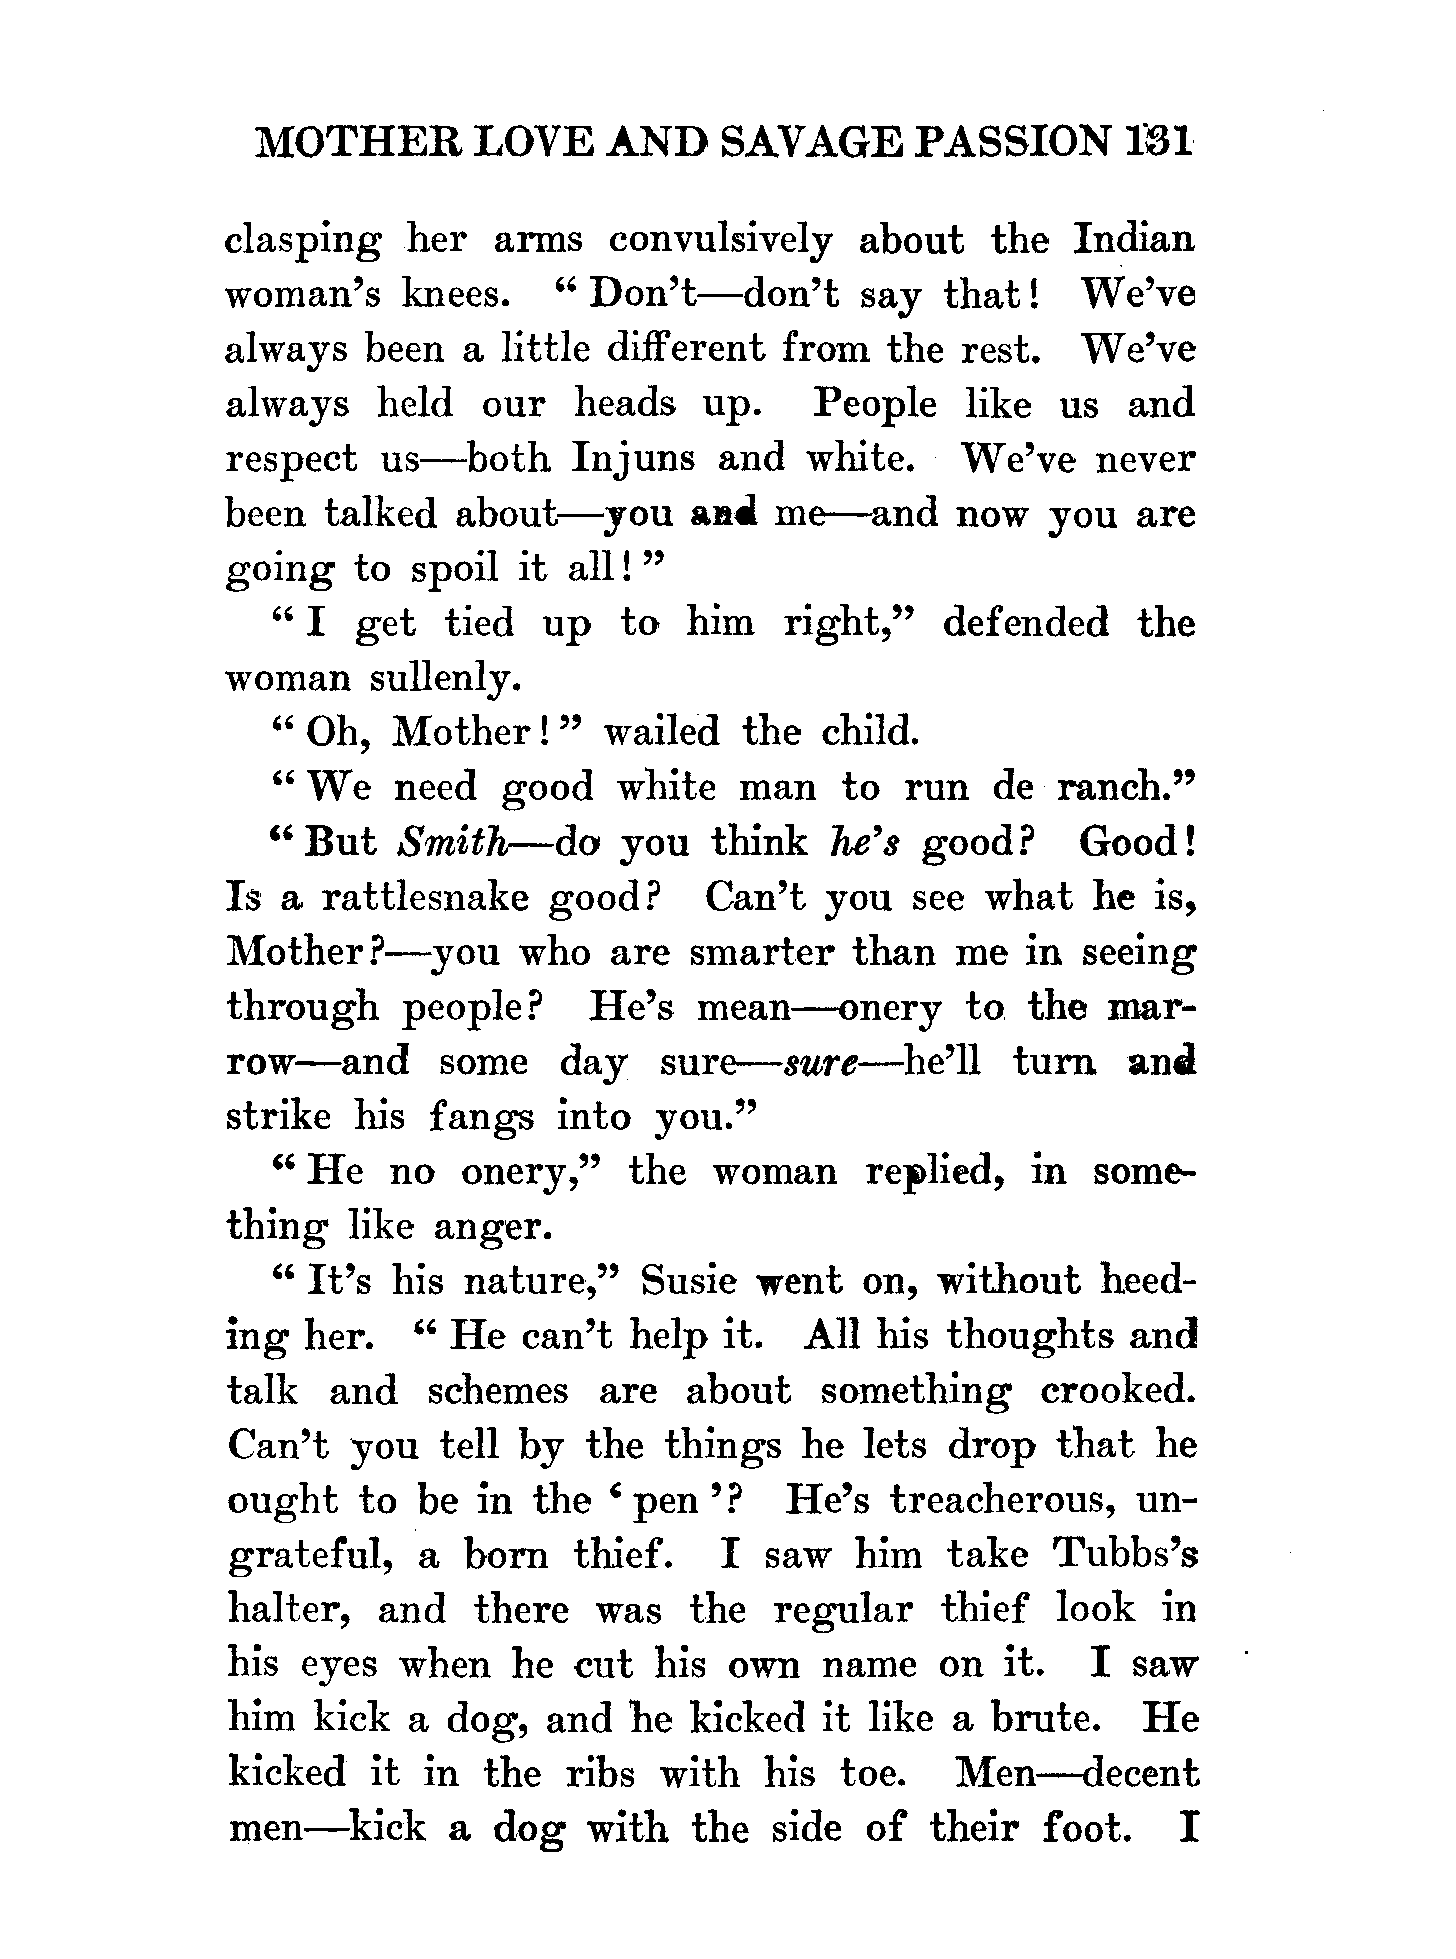 MOTHER LOVE AND SAVAGE PASSION 131
clasping her arms convulsively about the Indian
woman's knees. "Don't—don't say that! We've
always been a little different from the rest. We've
always held our heads up. People like us and
respect us—both Injuns and white. We've never
been talked about—you and me—and now you are
going to spoil it all!"
"I get tied up to him right," defended the
woman sullenly.
"Oh, Mother!" wailed the child.
"We need good white man to run de ranch."
"But Smith—do you think he's good? Good!
Is a rattlesnake good? Can't you see what he is,
Mother?—you who are smarter than me in seeing
through people? He's mean—onery to the mar-
row—and some day sure—sure—he'll turn and
strike his fangs into you."
"He no onery," the woman replied, in some-
thing like anger.
"It's his nature," Susie went on, without heed-
ing her. "He can't help it. All his thoughts and
talk and schemes are about something crooked.
Can't you tell by the things he lets drop that he
ought to be in the 'pen'? He's treacherous, un-
grateful, a born thief. I saw him take Tubbs's
halter, and there was the regular thief look in
his eyes when he cut his own name on it. I saw
him kick a dog, and he kicked it like a brute. He
kicked it in the ribs with his toe. Men—decent
men—kick a dog with the side of their foot. I